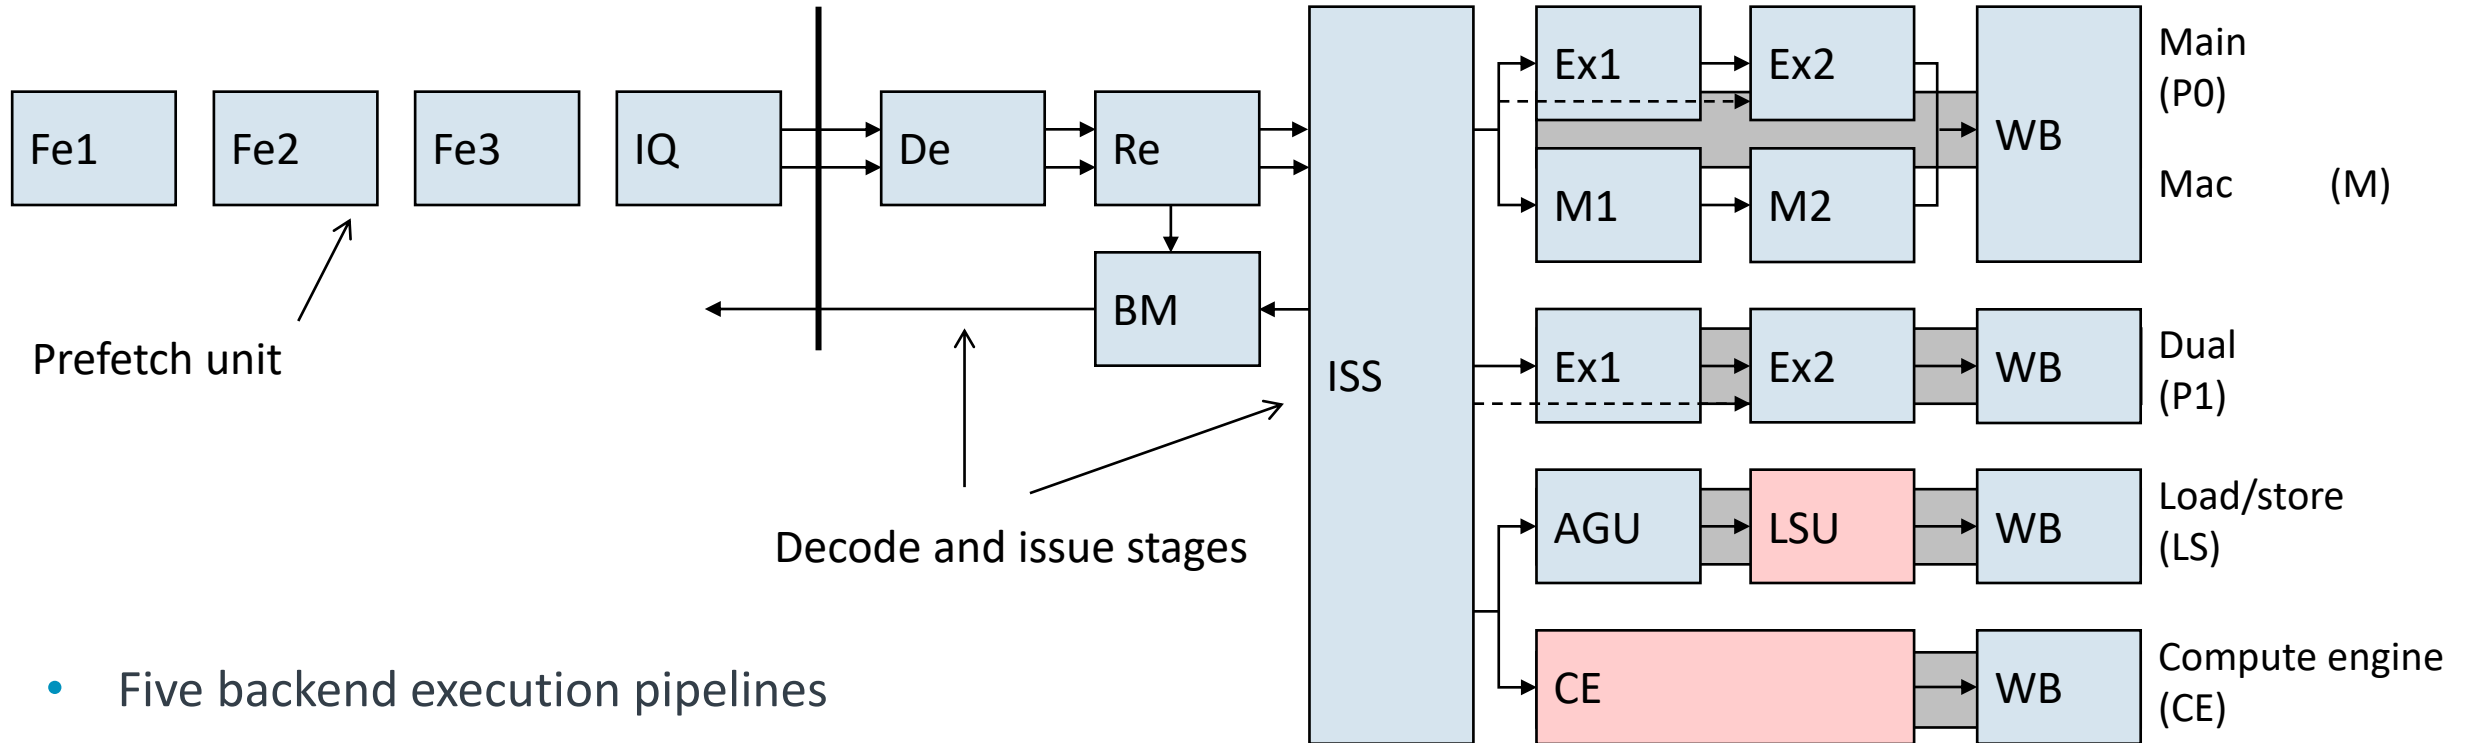 Fe1
Fe2
Fe3
IQ
De
Re
BM
ISS
Ex1
Ex2
M1
M2
WB
Main
(P0)
Mac (M)
Ex1
Ex2
WB
Dual
(P1)
AGU
LSU
WB
Load/store
(LS)
CE
WB
Compute engine
(CE)
Prefetch unit
Decode and issue stages
• Five backend execution pipelines